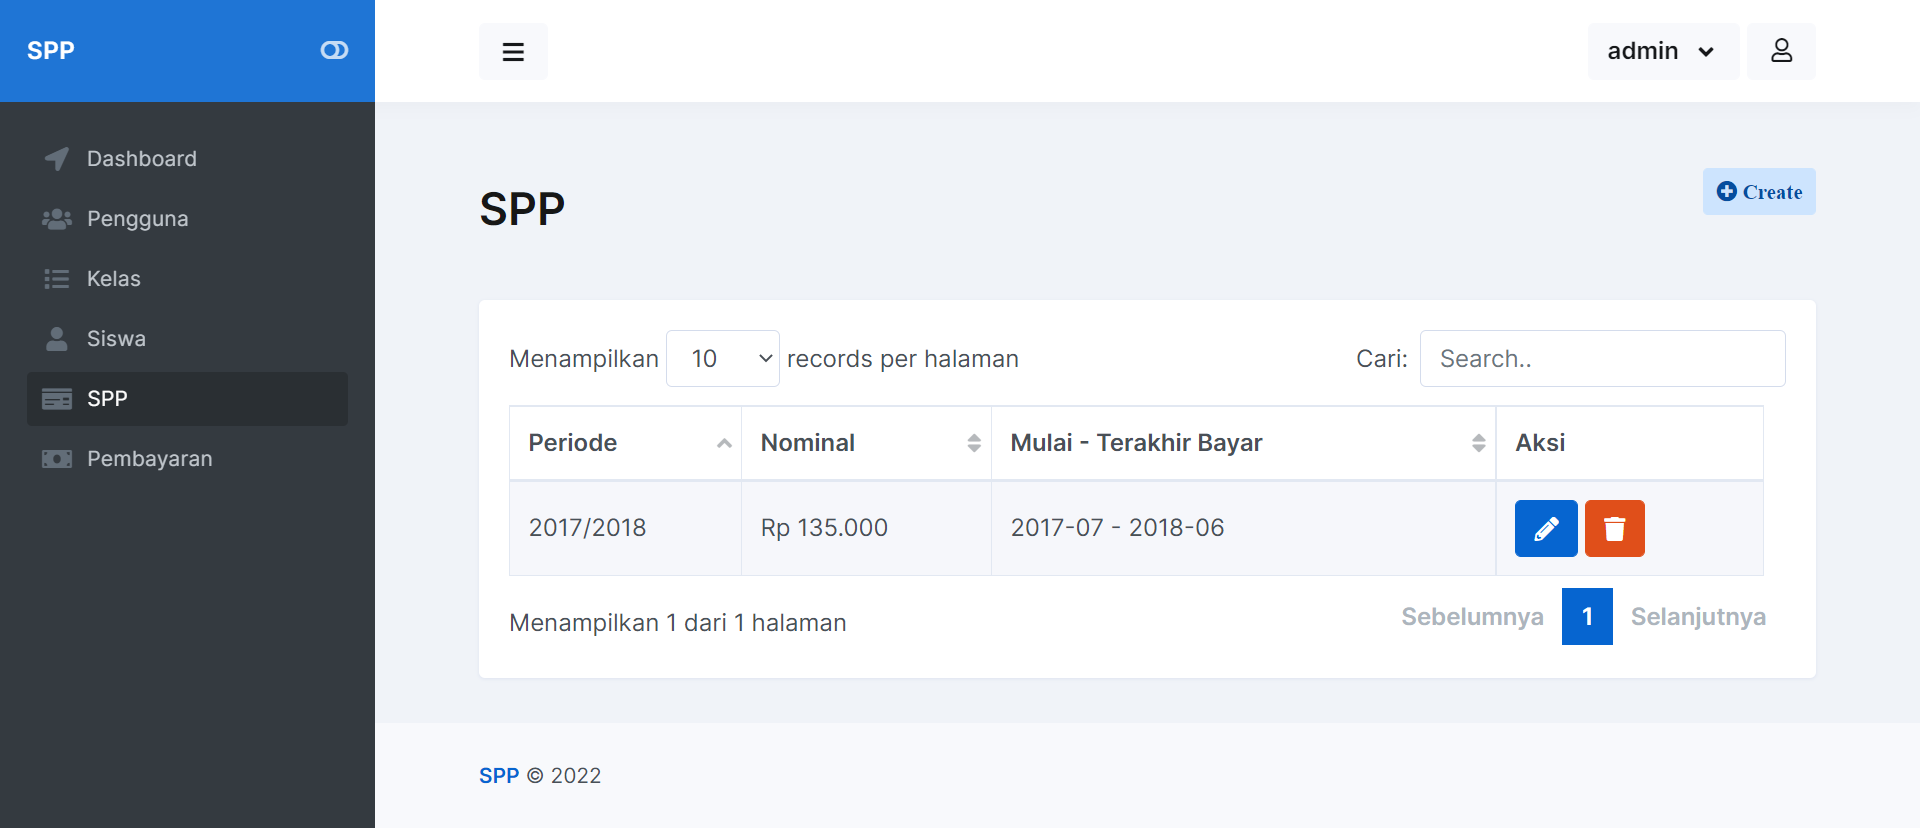 SPP
admin
Dashboard
Pengguna
Kelas
Siswa
SPP
Pembayaran
SPP
Create
Menampilkan 10 records per halaman
Cari: Search..
Periode Nominal Mulai - Terakhir Bayar Aksi
2017/2018 Rp 135.000 2017-07 - 2018-06
Menampilkan 1 dari 1 halaman
Sebelumnya 1 Selanjutnya
SPP © 2022